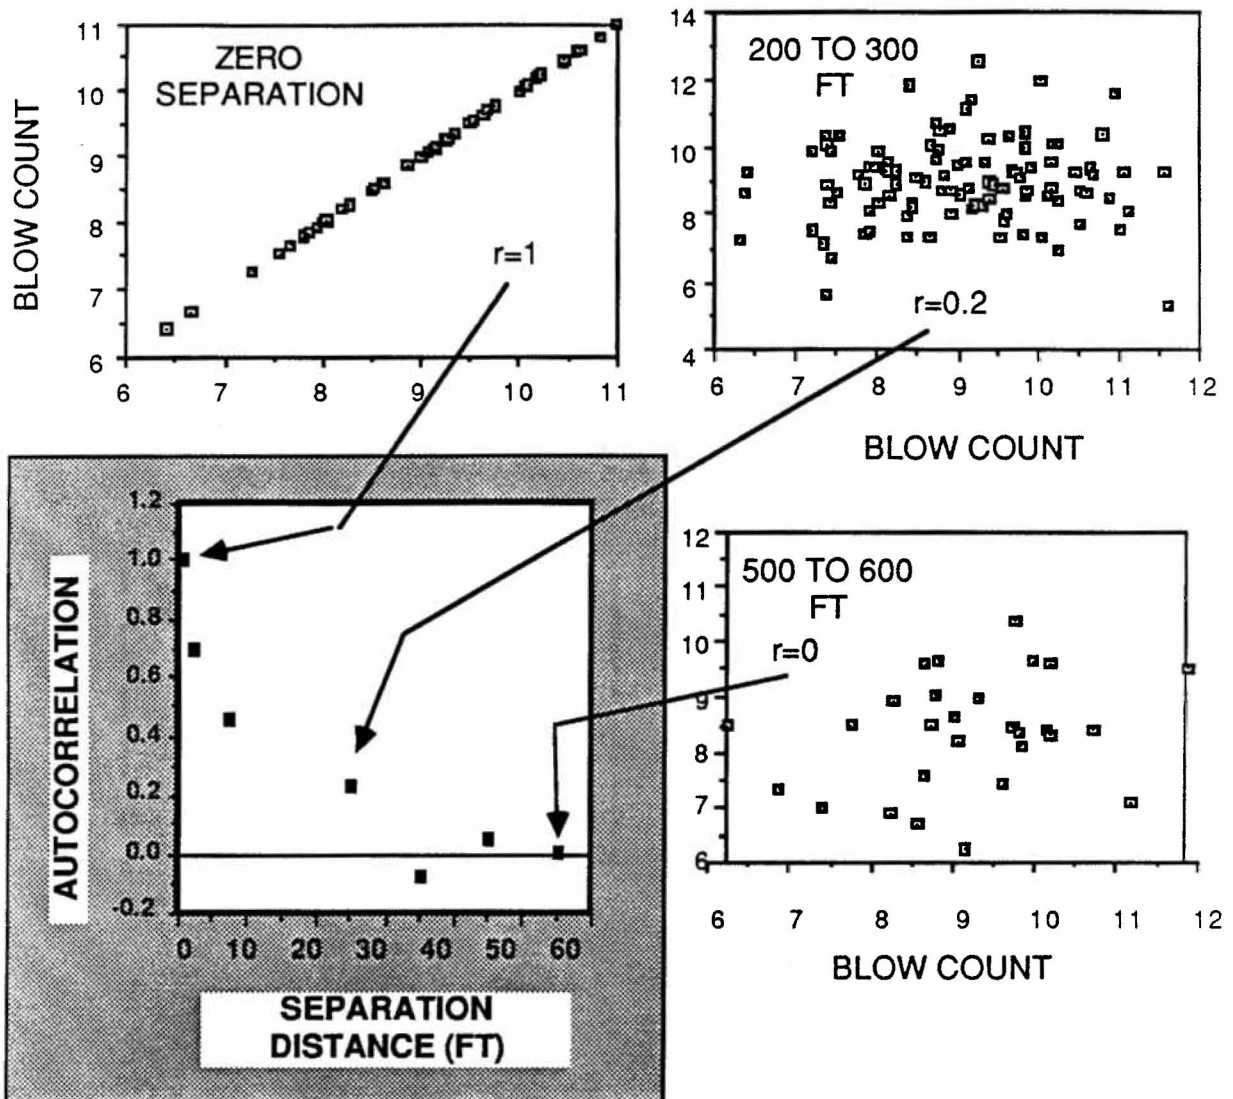 ZERO
SEPARATION
BLOW COUNT
11
10
9
8
7
6
6 7 8 9 10 11
r=1
200 TO 300
FT
14
12
10
8
6
4
6 7 8 9 10 11 12
r=0.2
BLOW COUNT
AUTOCORRELATION
1.2
1.0
0.8
0.6
0.4
0.2
0.0
-0.2
0 10 20 30 40 50 60
SEPARATION
DISTANCE (FT)
500 TO 600
FT
r=0
12
11
10
9
8
7
6
6 7 8 9 10 11 12
BLOW COUNT